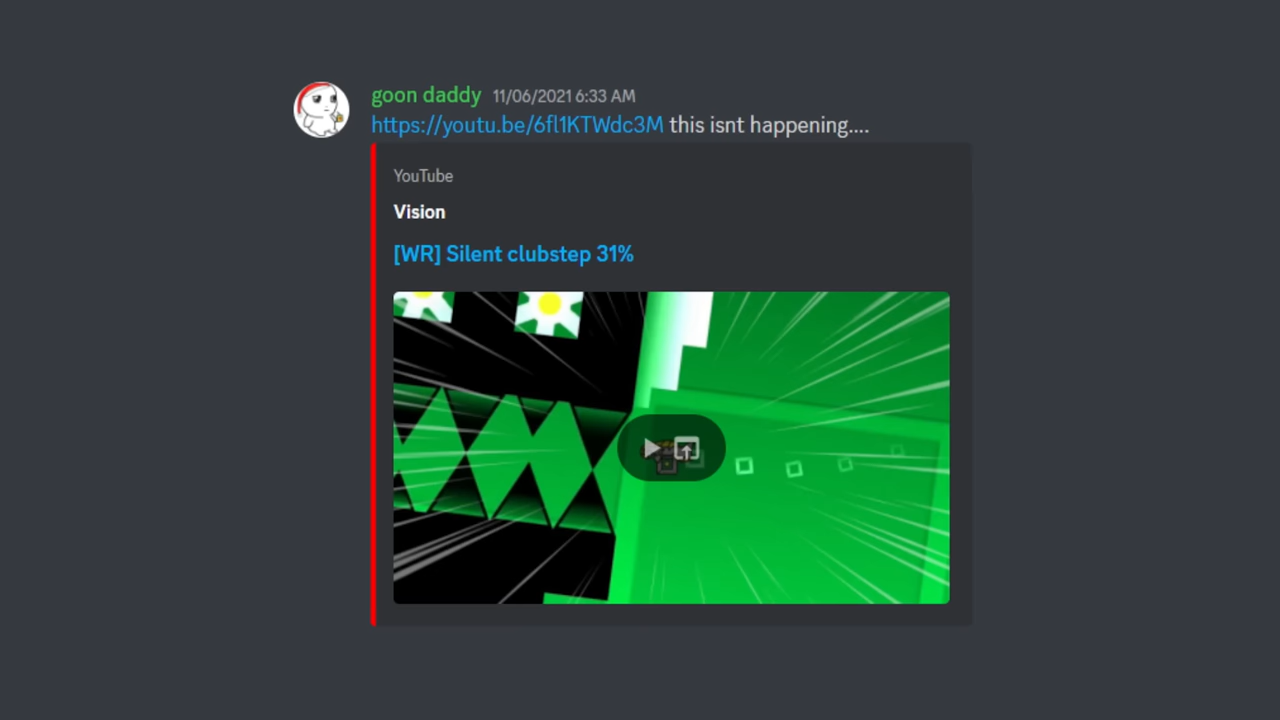 goon daddy 11/06/2021 6:33 AM
https://youtu.be/6fl1KTWdc3M this isnt happening....
YouTube
Vision
[WR] Silent clubstep 31%